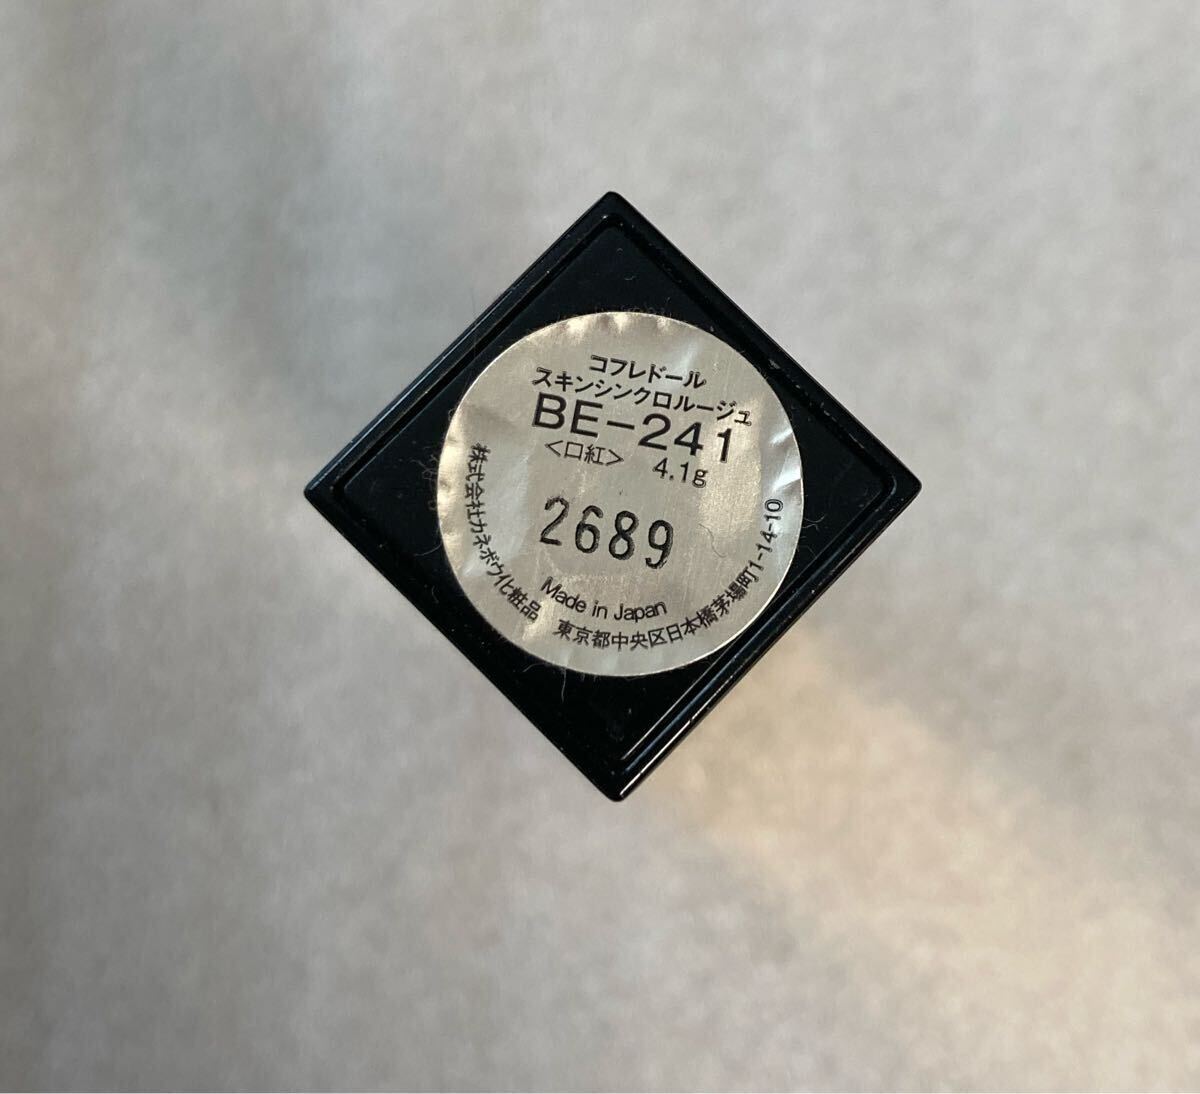 コフレドール
スキンシンクロルージュ
BE-241
<口紅> 4.1g
2689
Made in Japan
株式会社カネボウ化粧品 東京都中央区日本橋茅場町1-14-10